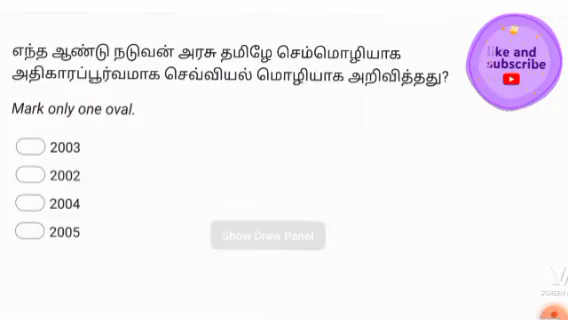 எந்த ஆண்டு நடுவன் அரசு தமிழே செம்மொழியாக
அதிகாரப்பூர்வமாக செவ்வியல் மொழியாக அறிவித்தது?
like and
subscribe
Mark only one oval.
2003
2002
2004
2005
Show Draw Panel